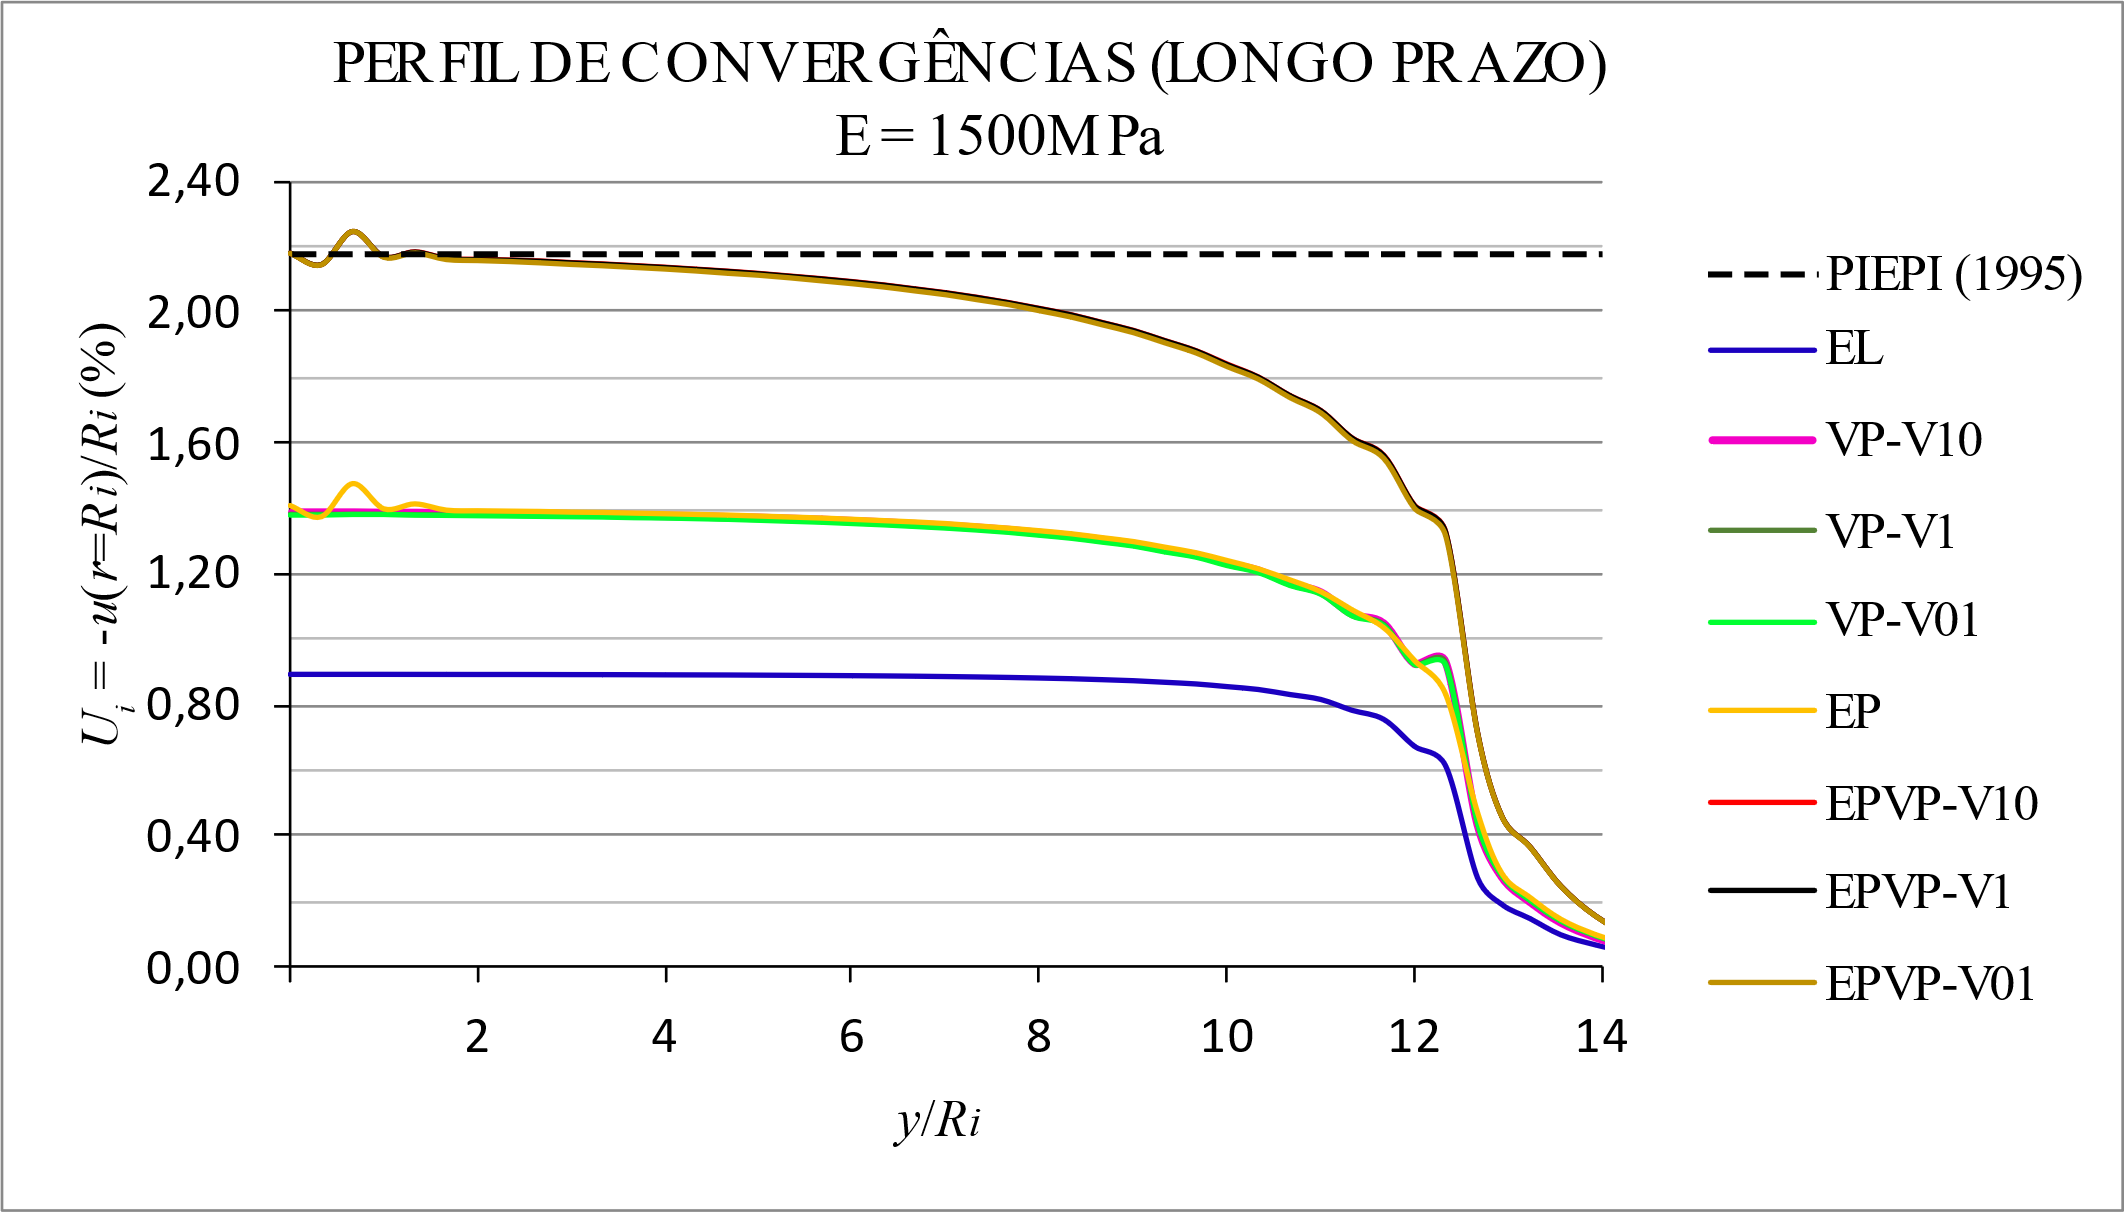 PERFIL DE CONVERGÊNCIAS (LONGO PRAZO)
E = 1500MPa
2,40
2,00
1,60
1,20
0,80
0,40
0,00
U i = -u(r=Ri)/Ri (%)
2 4 6 8 10 12 14
y/Ri
PIEPI (1995)
EL
VP-V10
VP-V1
VP-V01
EP
EPVP-V10
EPVP-V1
EPVP-V01